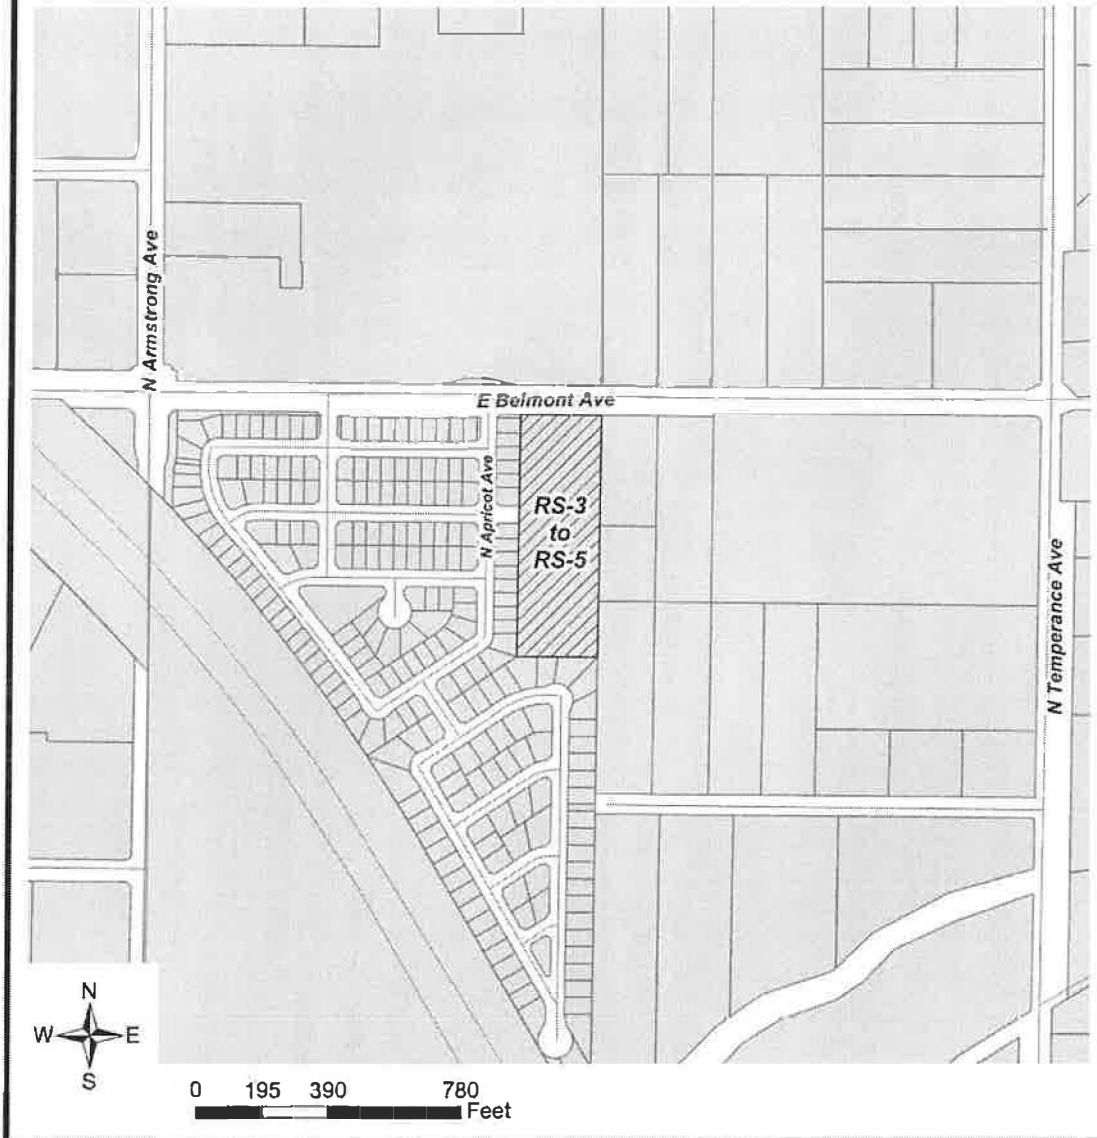 N Armstrong Ave
E Belmont Ave
N Apricot Ave
RS-3
to
RS-5
N Temperance Ave
N
W E
S
0 195 390 780
Feet